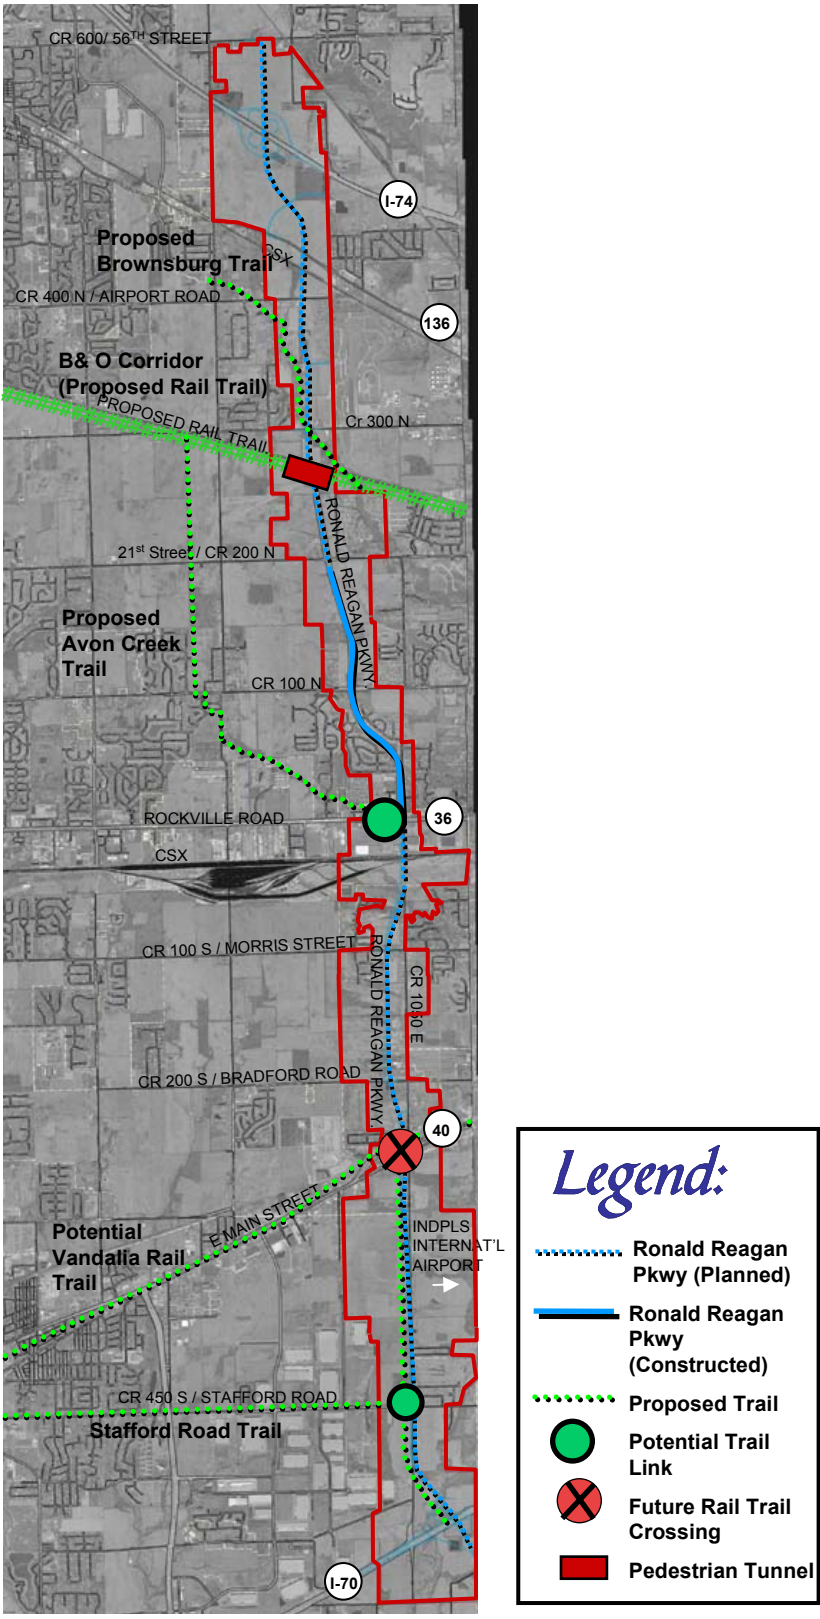 CR 600/ 56TH STREET
I-74
Proposed
Brownsburg Trail
CSX
CR 400 N / AIRPORT ROAD
136
B& O Corridor
(Proposed Rail Trail)
PROPOSED RAIL TRAIL
Cr 300 N
RONALD REAGAN PKWY.
21st Street / CR 200 N
Proposed
Avon Creek
Trail
CR 100 N
ROCKVILLE ROAD
36
CSX
CR 100 S / MORRIS STREET
RONALD REAGAN PKWY.
CR 1050 E
CR 200 S / BRADFORD ROAD
40
E MAIN STREET
Potential
Vandalia Rail
Trail
INDPLS
INTERNAT'L
AIRPORT
CR 450 S / STAFFORD ROAD
Stafford Road Trail
I-70
Legend:
Ronald Reagan
Pkwy (Planned)
Ronald Reagan
Pkwy
(Constructed)
Proposed Trail
Potential Trail
Link
Future Rail Trail
Crossing
Pedestrian Tunnel